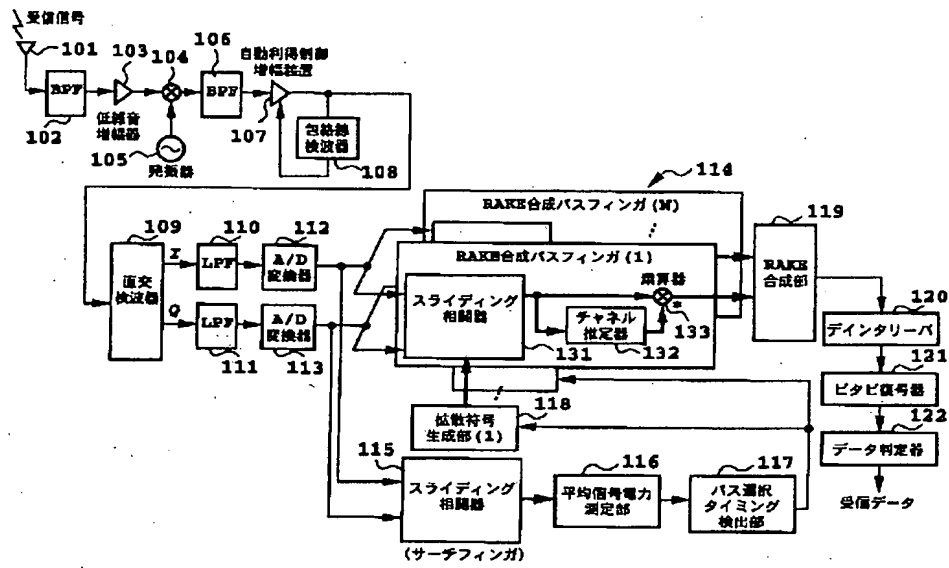 受信信号
101
BPF
102
103
低雑音
増幅器
104
105
発振器
106
BPF
自動利得制御
増幅装置
107
包絡線
検波器
108
109
直交
検波器
I
Q
110
LPF
LPF
111
112
A/D
変換器
A/D
変換器
113
114
RAKE合成パスフィンガ(M)
RAKE合成パスフィンガ(1)
スライディング
相関器
131
チャネル
推定器
132
乗算器
*
133
拡散符号
生成部(1)
118
115
スライディング
相関器
(サーチフィンガ)
116
平均信号電力
測定部
117
パス選択
タイミング
検出部
119
RAKE
合成部
120
デインタリーバ
121
ビタビ復号器
122
データ判定器
受信データ